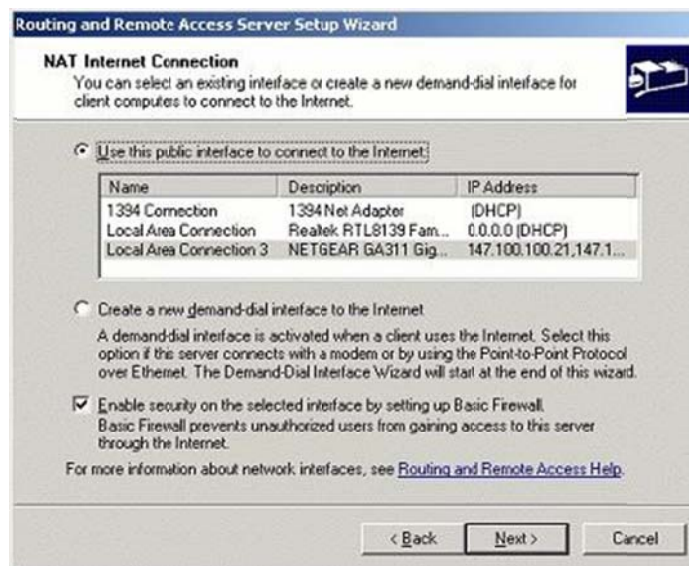 Routing and Remote Access Server Setup Wizard
NAT Internet Connection
You can select an existing interface or create a new demand-dial interface for
client computers to connect to the Internet.
Use this public interface to connect to the Internet:
Name Description IP Address
1394 Connection 1394 Net Adapter (DHCP)
Local Area Connection Realtek RTL8139 Fam... 0.0.0.0 (DHCP)
Local Area Connection 3 NETGEAR GA311 Gig... 147.100.100.21,147.1...
Create a new demand-dial interface to the Internet
A demand-dial interface is activated when a client uses the Internet. Select this
option if this server connects with a modem or by using the Point-to-Point Protocol
over Ethernet. The Demand-Dial Interface Wizard will start at the end of this wizard.
Enable security on the selected interface by setting up Basic Firewall.
Basic Firewall prevents unauthorized users from gaining access to this server
through the Internet.
For more information about network interfaces, see Routing and Remote Access Help.
< Back Next > Cancel